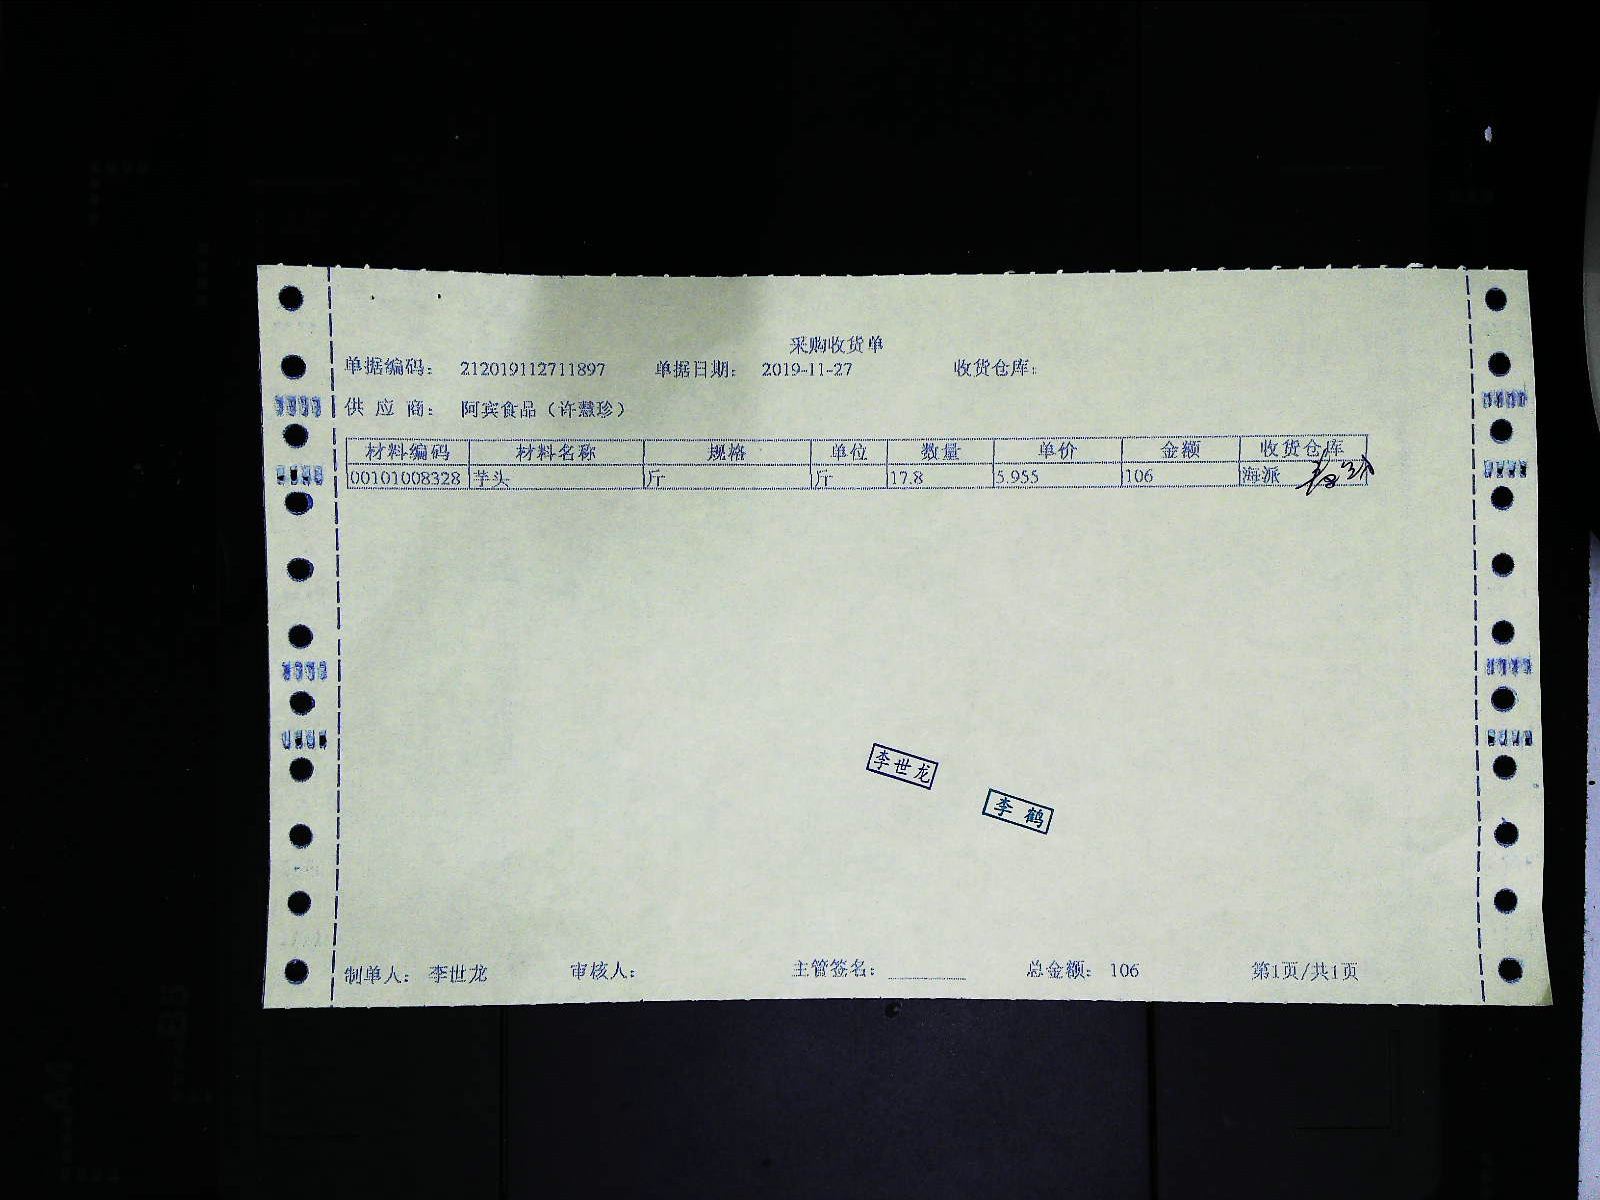 采购收货单
单据编码： 212019112711897 单据日期： 2019-11-27 收货仓库：
供 应 商： 阿宾食品（许慧珍）
材料编码 材料名称 规格 单位 数量 单价 金额 收货仓库
00101008328 芋头 斤 斤 17.8 5.955 106 海派
李世龙
李 鹤
制单人： 李世龙 审核人： 主管签名： 总金额： 106 第1页/共1页